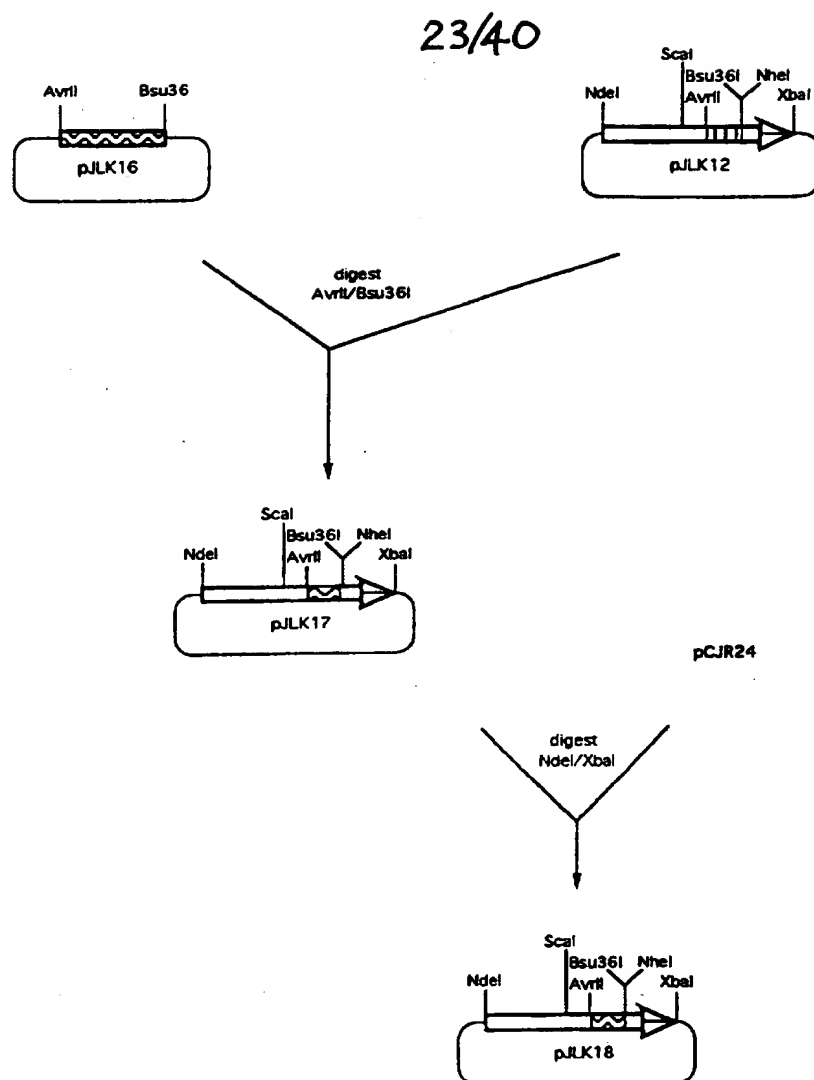 23/40
AvrII
Bsu36
pJLK16
ScaI
Bsu36I
NheI
NdeI
AvrII
XbaI
pJLK12
digest
AvrII/Bsu36I
ScaI
Bsu36I
NheI
NdeI
AvrII
XbaI
pJLK17
pCJR24
digest
NdeI/XbaI
ScaI
Bsu36I
NheI
NdeI
AvrII
XbaI
pJLK18